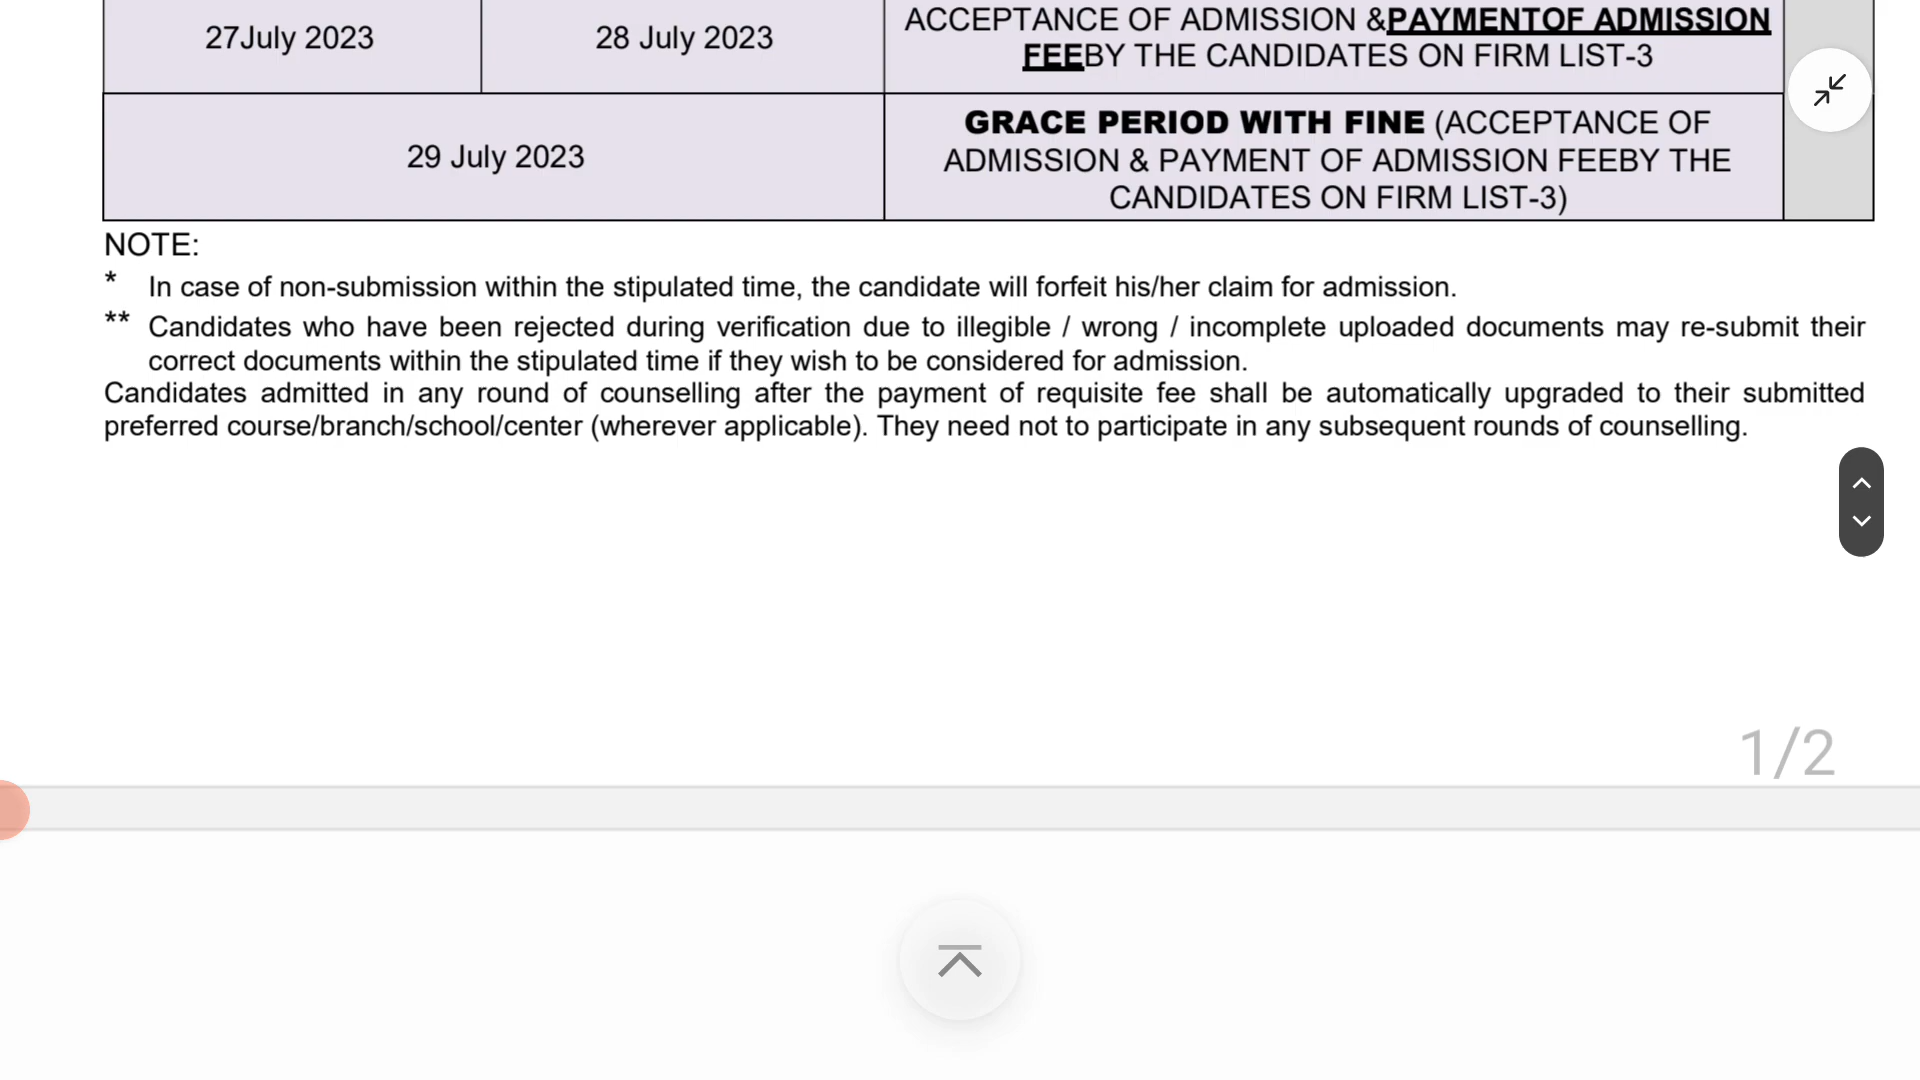 27July 2023
28 July 2023
ACCEPTANCE OF ADMISSION &PAYMENTOF ADMISSION
FEEBY THE CANDIDATES ON FIRM LIST-3
29 July 2023
GRACE PERIOD WITH FINE (ACCEPTANCE OF
ADMISSION & PAYMENT OF ADMISSION FEEBY THE
CANDIDATES ON FIRM LIST-3)
NOTE:
* In case of non-submission within the stipulated time, the candidate will forfeit his/her claim for admission.
** Candidates who have been rejected during verification due to illegible / wrong / incomplete uploaded documents may re-submit their
correct documents within the stipulated time if they wish to be considered for admission.
Candidates admitted in any round of counselling after the payment of requisite fee shall be automatically upgraded to their submitted
preferred course/branch/school/center (wherever applicable). They need not to participate in any subsequent rounds of counselling.
1/2